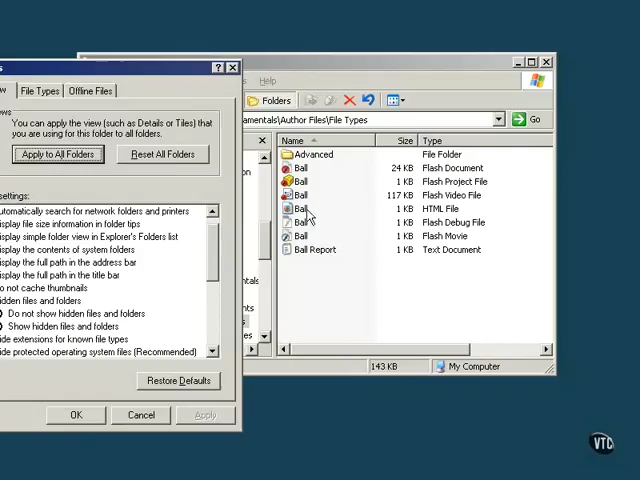 s
? 
w File Types Offline Files
ews
You can apply the view (such as Details or Tiles) that
you are using for this folder to all folders.
Apply to All Folders Reset All Folders
settings:
utomatically search for network folders and printers
isplay file size information in folder tips
isplay simple folder view in Explorer's Folders list
isplay the contents of system folders
isplay the full path in the address bar
isplay the full path in the title bar
o not cache thumbnails
idden files and folders
Do not show hidden files and folders
Show hidden files and folders
ide extensions for known file types
ide protected operating system files (Recommended)
Restore Defaults
OK Cancel Apply
Help
Folders
amentals\Author Files\File Types Go
Name Size Type
Advanced File Folder
Ball 24 KB Flash Document
Ball 1 KB Flash Project File
Ball 117 KB Flash Video File
Ball 1 KB HTML File
Ball 1 KB Flash Debug File
Ball 1 KB Flash Movie
Ball Report 1 KB Text Document
143 KB My Computer
VTC